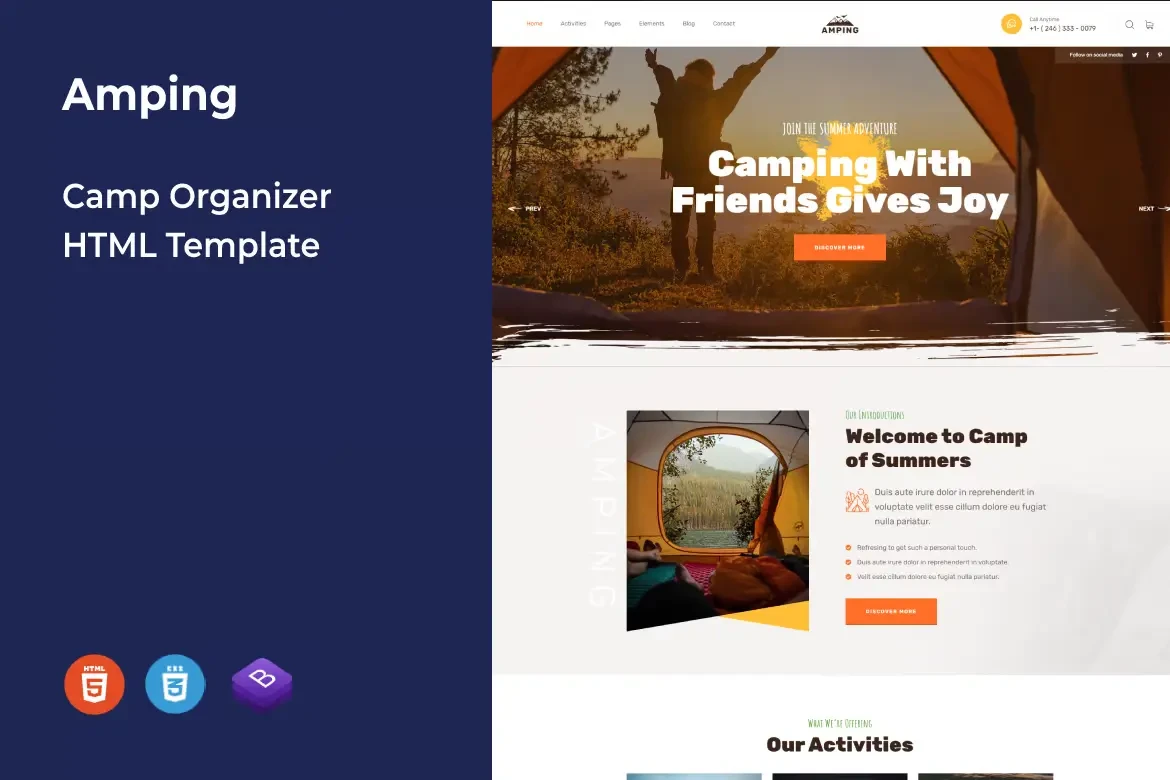 Amping
Camp Organizer
HTML Template
HTML
5
CSS
3
B
Home Activities Pages Elements Blog Contact
AMPING
Call Anytime
+1- ( 246 ) 333 - 0079
Follow on social media
JOIN THE SUMMER ADVENTURE
Camping With
Friends Gives Joy
PREV
NEXT
DISCOVER MORE
AMPING
Our Introductions
Welcome to Camp
of Summers
Duis aute irure dolor in reprehenderit in
voluptate velit esse cillum dolore eu fugiat
nulla pariatur.
Refresing to get such a personal touch.
Duis aute irure dolor in reprehenderit in voluptate.
Velit esse cillum dolore eu fugiat nulla pariatur.
DISCOVER MORE
What We're Offering
Our Activities